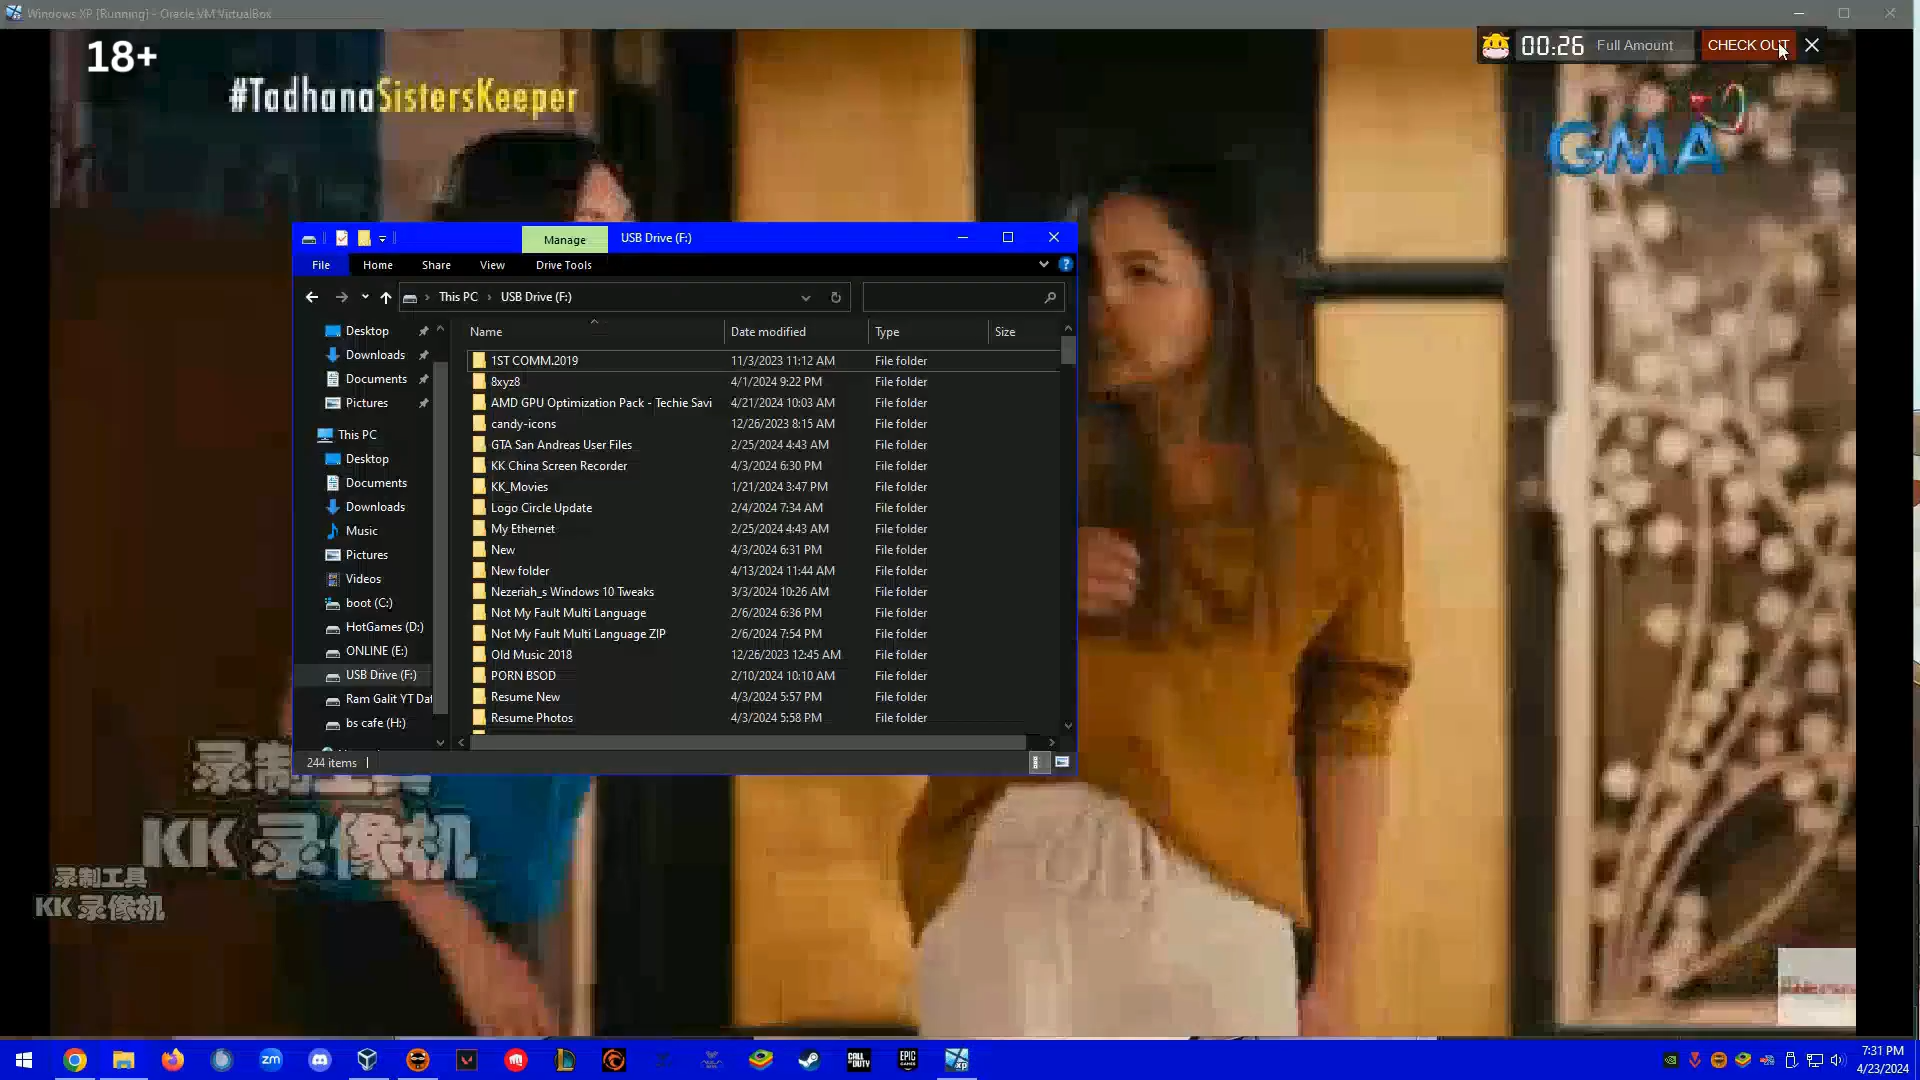 Windows XP [Running] - Oracle VM VirtualBox
18+
#TadhanaSistersKeeper
00:26 Full Amount CHECK OUT
GMA
Manage USB Drive (F:)
File Home Share View Drive Tools
This PC › USB Drive (F:)
Name Date modified Type Size
Desktop
Downloads
Documents
Pictures
This PC
Desktop
Documents
Downloads
Music
Pictures
Videos
boot (C:)
HotGames (D:)
ONLINE (E:)
USB Drive (F:)
Ram Galit YT Dat
bs cafe (H:)
1ST COMM.2019 11/3/2023 11:12 AM File folder
8xyz8 4/1/2024 9:22 PM File folder
AMD GPU Optimization Pack - Techie Savi 4/21/2024 10:03 AM File folder
candy-icons 12/26/2023 8:15 AM File folder
GTA San Andreas User Files 2/25/2024 4:43 AM File folder
KK China Screen Recorder 4/3/2024 6:30 PM File folder
KK_Movies 1/21/2024 3:47 PM File folder
Logo Circle Update 2/4/2024 7:34 AM File folder
My Ethernet 2/25/2024 4:43 AM File folder
New 4/3/2024 6:31 PM File folder
New folder 4/13/2024 11:44 AM File folder
Nezeriah_s Windows 10 Tweaks 3/3/2024 10:26 AM File folder
Not My Fault Multi Language 2/6/2024 6:36 PM File folder
Not My Fault Multi Language ZIP 2/6/2024 7:54 PM File folder
Old Music 2018 12/26/2023 12:45 AM File folder
PORN BSOD 2/10/2024 10:10 AM File folder
Resume New 4/3/2024 5:57 PM File folder
Resume Photos 4/3/2024 5:58 PM File folder
244 items
录制工具
KK 录像机
录制工具
KK 录像机
zm
CALL OF DUTY
EPIC GAMES
xp
7:31 PM
4/23/2024